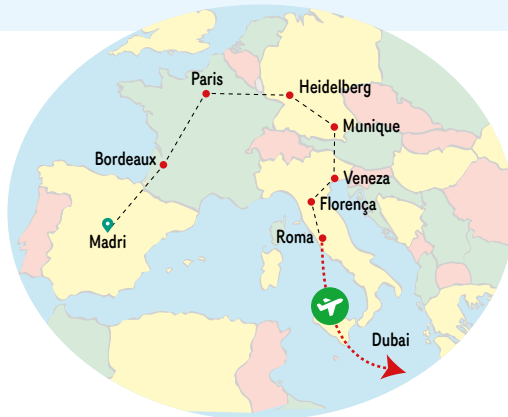 Paris
Heidelberg
Munique
Bordeaux
Veneza
Florença
Madri
Roma
Dubai